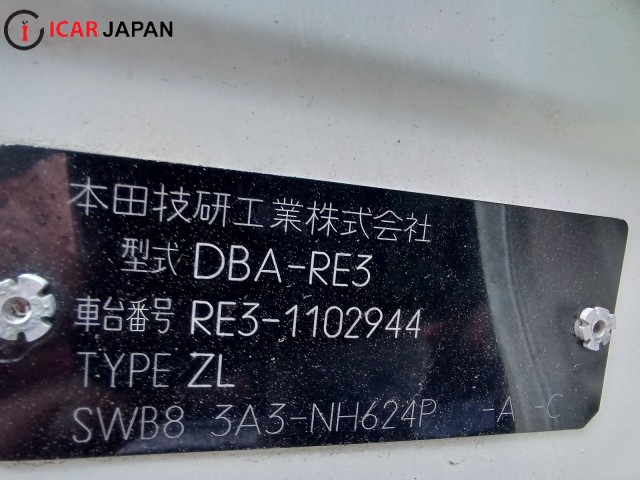 ICAR JAPAN
本田技研工業株式会社
型式 DBA-RE3
車台番号 RE3-1102944
TYPE ZL
SWB8 3A3-NH624P -A -C